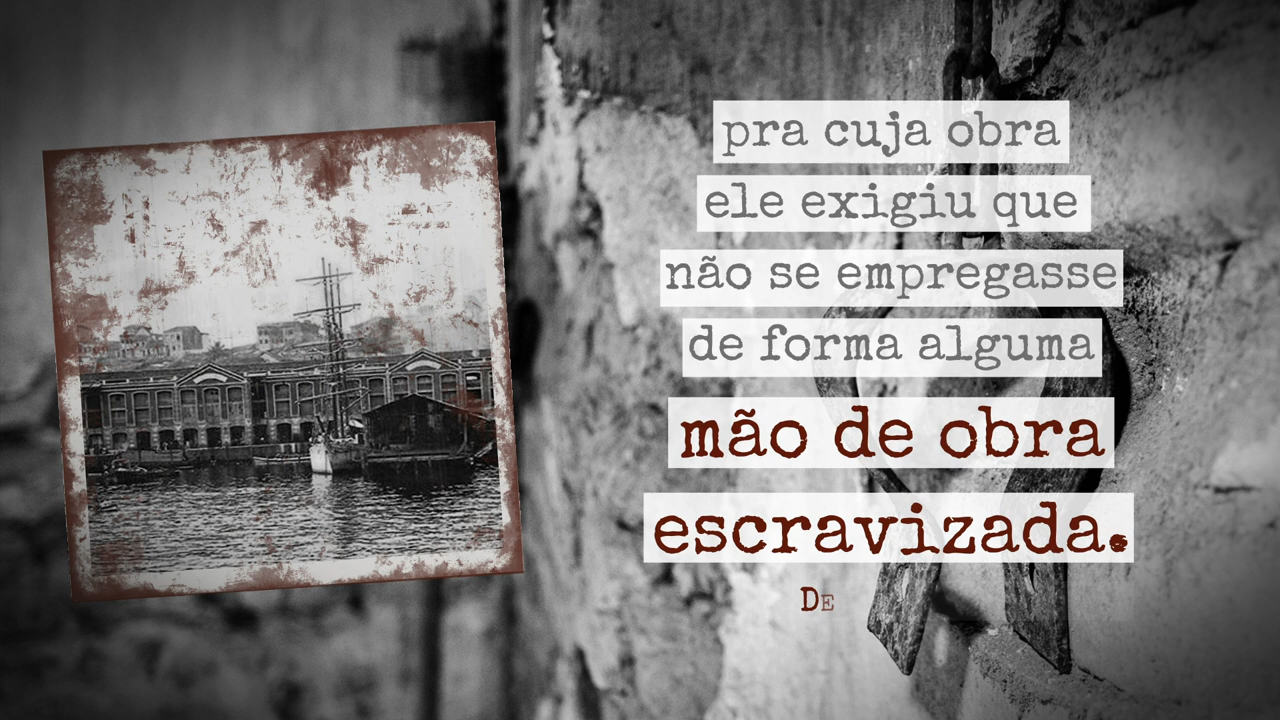 pra cuja obra
ele exigiu que
não se empregasse
de forma alguma
mão de obra
escravizada.
DE